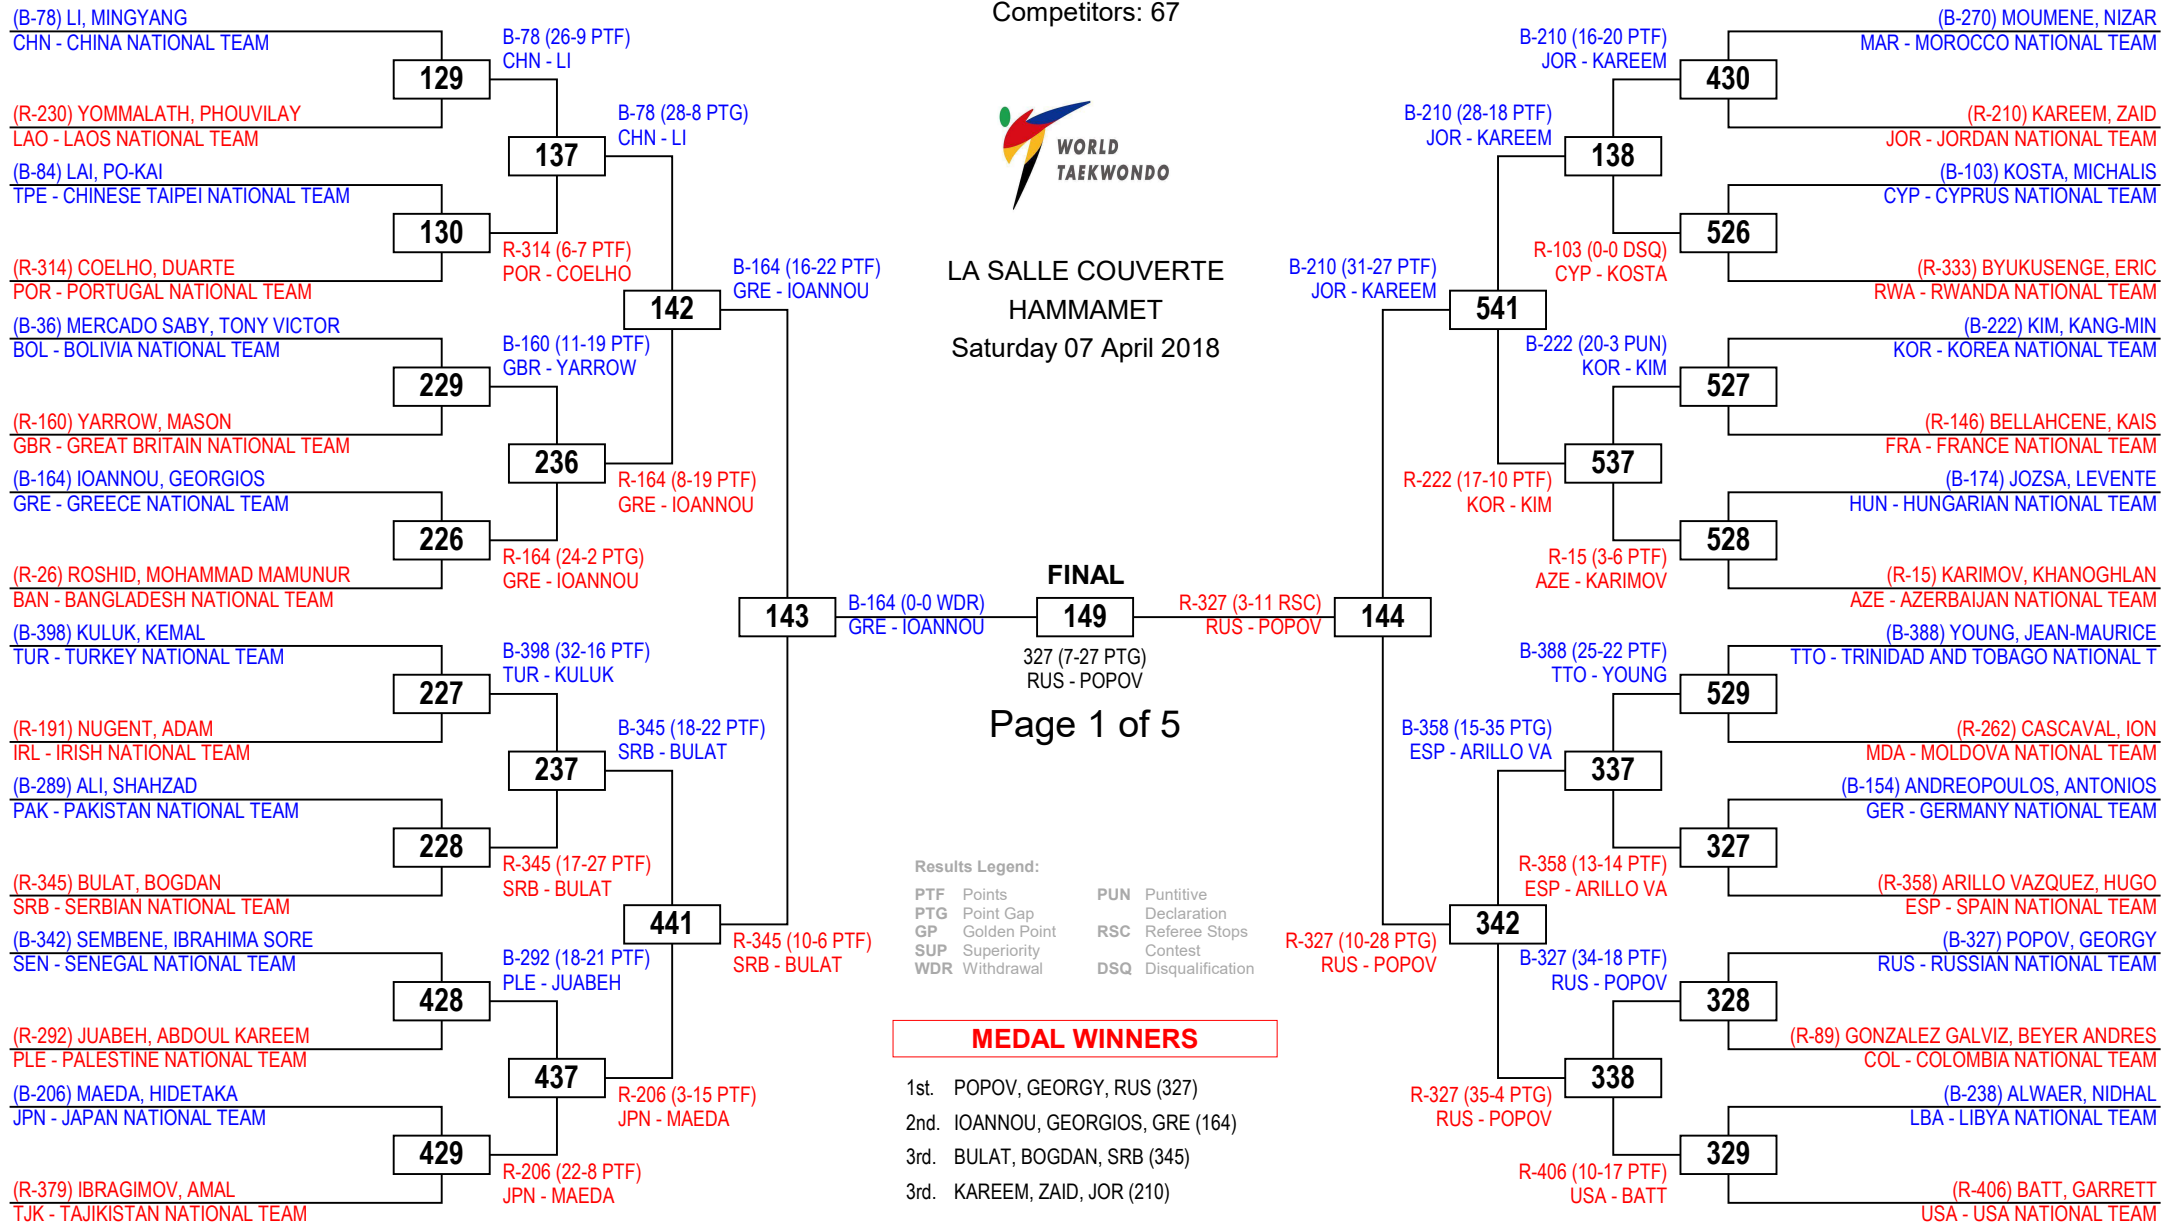 Competitors: 67
(B-78) LI, MINGYANG
CHN - CHINA NATIONAL TEAM
129
(R-230) YOMMALATH, PHOUVILAY
LAO - LAOS NATIONAL TEAM
(B-84) LAI, PO-KAI
TPE - CHINESE TAIPEI NATIONAL TEAM
130
(R-314) COELHO, DUARTE
POR - PORTUGAL NATIONAL TEAM
(B-36) MERCADO SABY, TONY VICTOR
BOL - BOLIVIA NATIONAL TEAM
229
(R-160) YARROW, MASON
GBR - GREAT BRITAIN NATIONAL TEAM
(B-164) IOANNOU, GEORGIOS
GRE - GREECE NATIONAL TEAM
226
(R-26) ROSHID, MOHAMMAD MAMUNUR
BAN - BANGLADESH NATIONAL TEAM
(B-398) KULUK, KEMAL
TUR - TURKEY NATIONAL TEAM
227
(R-191) NUGENT, ADAM
IRL - IRISH NATIONAL TEAM
(B-289) ALI, SHAHZAD
PAK - PAKISTAN NATIONAL TEAM
228
(R-345) BULAT, BOGDAN
SRB - SERBIAN NATIONAL TEAM
(B-342) SEMBENE, IBRAHIMA SORE
SEN - SENEGAL NATIONAL TEAM
428
(R-292) JUABEH, ABDOUL KAREEM
PLE - PALESTINE NATIONAL TEAM
(B-206) MAEDA, HIDETAKA
JPN - JAPAN NATIONAL TEAM
429
(R-379) IBRAGIMOV, AMAL
TJK - TAJIKISTAN NATIONAL TEAM
B-78 (26-9 PTF)
CHN - LI
137
R-314 (6-7 PTF)
POR - COELHO
B-160 (11-19 PTF)
GBR - YARROW
236
R-164 (24-2 PTG)
GRE - IOANNOU
B-398 (32-16 PTF)
TUR - KULUK
237
R-345 (17-27 PTF)
SRB - BULAT
B-292 (18-21 PTF)
PLE - JUABEH
437
R-206 (22-8 PTF)
JPN - MAEDA
B-78 (28-8 PTG)
CHN - LI
142
R-164 (8-19 PTF)
GRE - IOANNOU
B-345 (18-22 PTF)
SRB - BULAT
441
R-206 (3-15 PTF)
JPN - MAEDA
B-164 (16-22 PTF)
GRE - IOANNOU
143
R-345 (10-6 PTF)
SRB - BULAT
B-164 (0-0 WDR)
GRE - IOANNOU
WORLD
TAEKWONDO
LA SALLE COUVERTE
HAMMAMET
Saturday 07 April 2018
FINAL
149
327 (7-27 PTG)
RUS - POPOV
Page 1 of 5
Results Legend:
PTF Points
PTG Point Gap
GP Golden Point
SUP Superiority
WDR Withdrawal
PUN Puntitive
Declaration
RSC Referee Stops
Contest
DSQ Disqualification
MEDAL WINNERS
1st. POPOV, GEORGY, RUS (327)
2nd. IOANNOU, GEORGIOS, GRE (164)
3rd. BULAT, BOGDAN, SRB (345)
3rd. KAREEM, ZAID, JOR (210)
R-327 (3-11 RSC)
RUS - POPOV
144
B-210 (31-27 PTF)
JOR - KAREEM
R-327 (10-28 PTG)
RUS - POPOV
B-210 (28-18 PTF)
JOR - KAREEM
541
R-222 (17-10 PTF)
KOR - KIM
B-358 (15-35 PTG)
ESP - ARILLO VA
342
R-327 (35-4 PTG)
RUS - POPOV
B-210 (16-20 PTF)
JOR - KAREEM
138
R-103 (0-0 DSQ)
CYP - KOSTA
B-222 (20-3 PUN)
KOR - KIM
537
R-15 (3-6 PTF)
AZE - KARIMOV
B-388 (25-22 PTF)
TTO - YOUNG
337
R-358 (13-14 PTF)
ESP - ARILLO VA
B-327 (34-18 PTF)
RUS - POPOV
338
R-406 (10-17 PTF)
USA - BATT
(B-270) MOUMENE, NIZAR
MAR - MOROCCO NATIONAL TEAM
430
(R-210) KAREEM, ZAID
JOR - JORDAN NATIONAL TEAM
(B-103) KOSTA, MICHALIS
CYP - CYPRUS NATIONAL TEAM
526
(R-333) BYUKUSENGE, ERIC
RWA - RWANDA NATIONAL TEAM
(B-222) KIM, KANG-MIN
KOR - KOREA NATIONAL TEAM
527
(R-146) BELLAHCENE, KAIS
FRA - FRANCE NATIONAL TEAM
(B-174) JOZSA, LEVENTE
HUN - HUNGARIAN NATIONAL TEAM
528
(R-15) KARIMOV, KHANOGHLAN
AZE - AZERBAIJAN NATIONAL TEAM
(B-388) YOUNG, JEAN-MAURICE
TTO - TRINIDAD AND TOBAGO NATIONAL T
529
(R-262) CASCAVAL, ION
MDA - MOLDOVA NATIONAL TEAM
(B-154) ANDREOPOULOS, ANTONIOS
GER - GERMANY NATIONAL TEAM
327
(R-358) ARILLO VAZQUEZ, HUGO
ESP - SPAIN NATIONAL TEAM
(B-327) POPOV, GEORGY
RUS - RUSSIAN NATIONAL TEAM
328
(R-89) GONZALEZ GALVIZ, BEYER ANDRES
COL - COLOMBIA NATIONAL TEAM
(B-238) ALWAER, NIDHAL
LBA - LIBYA NATIONAL TEAM
329
(R-406) BATT, GARRETT
USA - USA NATIONAL TEAM